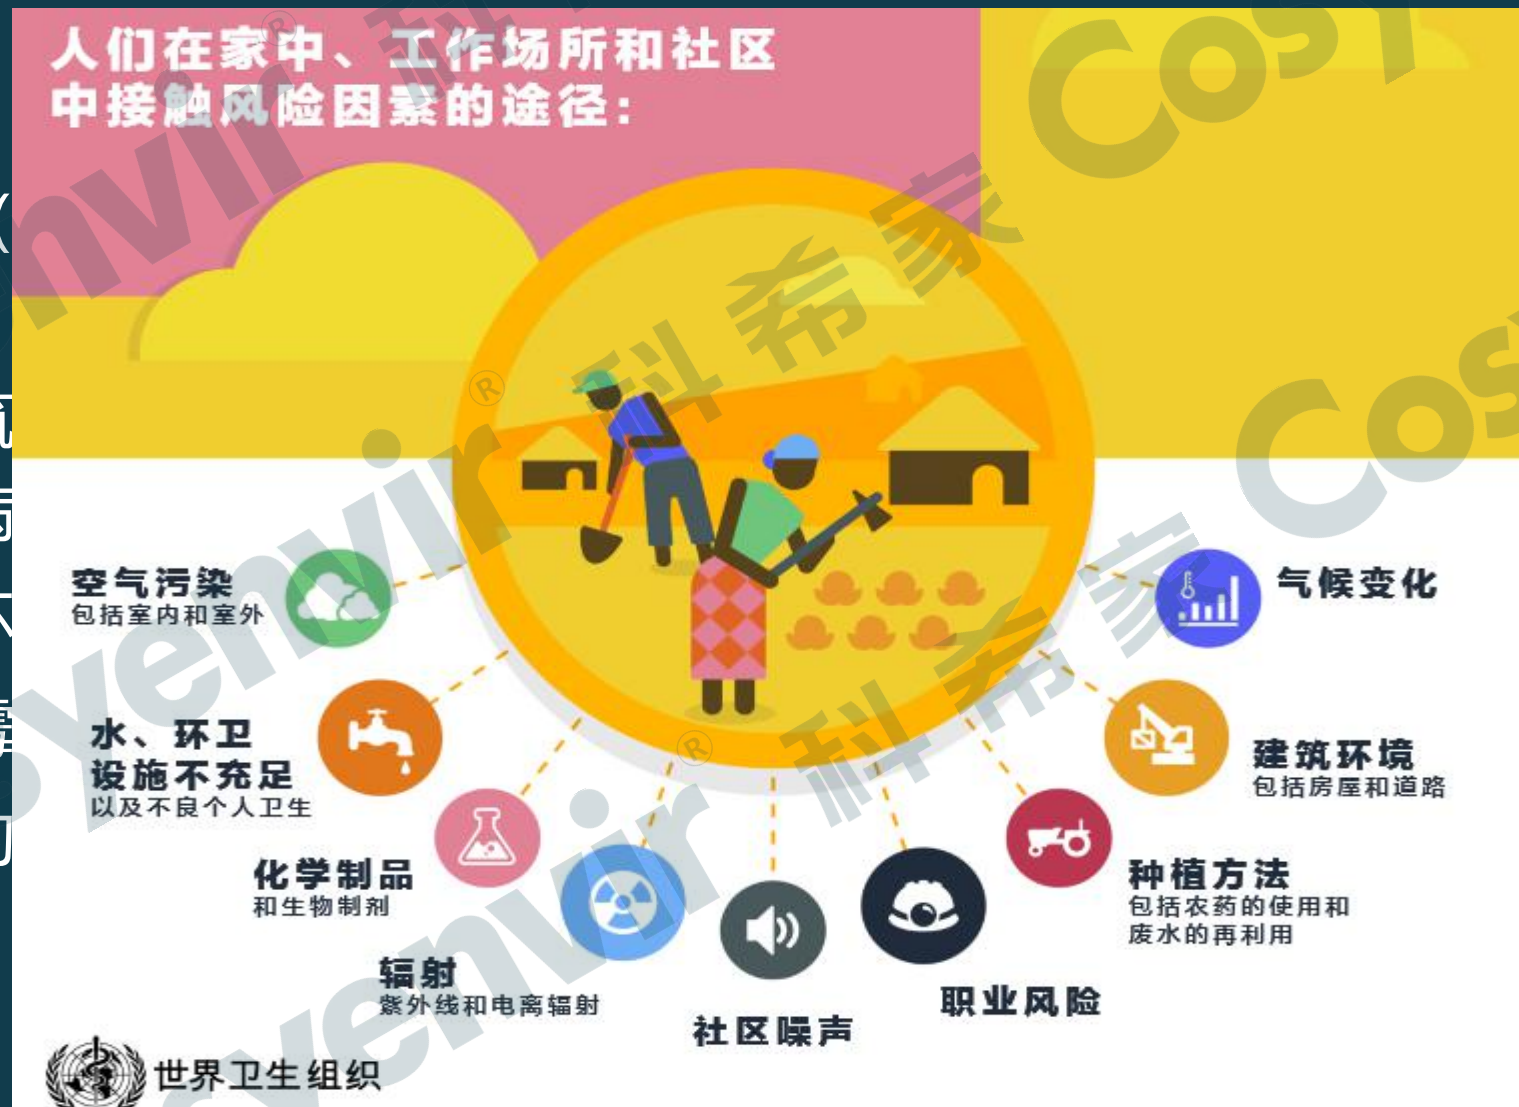 人们在家中、工作场所和社区
中接触风险因素的途径:
空气污染
包括室内和室外
水、环卫
设施不充足
以及不良个人卫生
化学制品
和生物制剂
辐射
紫外线和电离辐射
社区噪声
职业风险
种植方法
包括农药的使用和
废水的再利用
建筑环境
包括房屋和道路
气候变化
世界卫生组织
Cosyenvir® 科希家